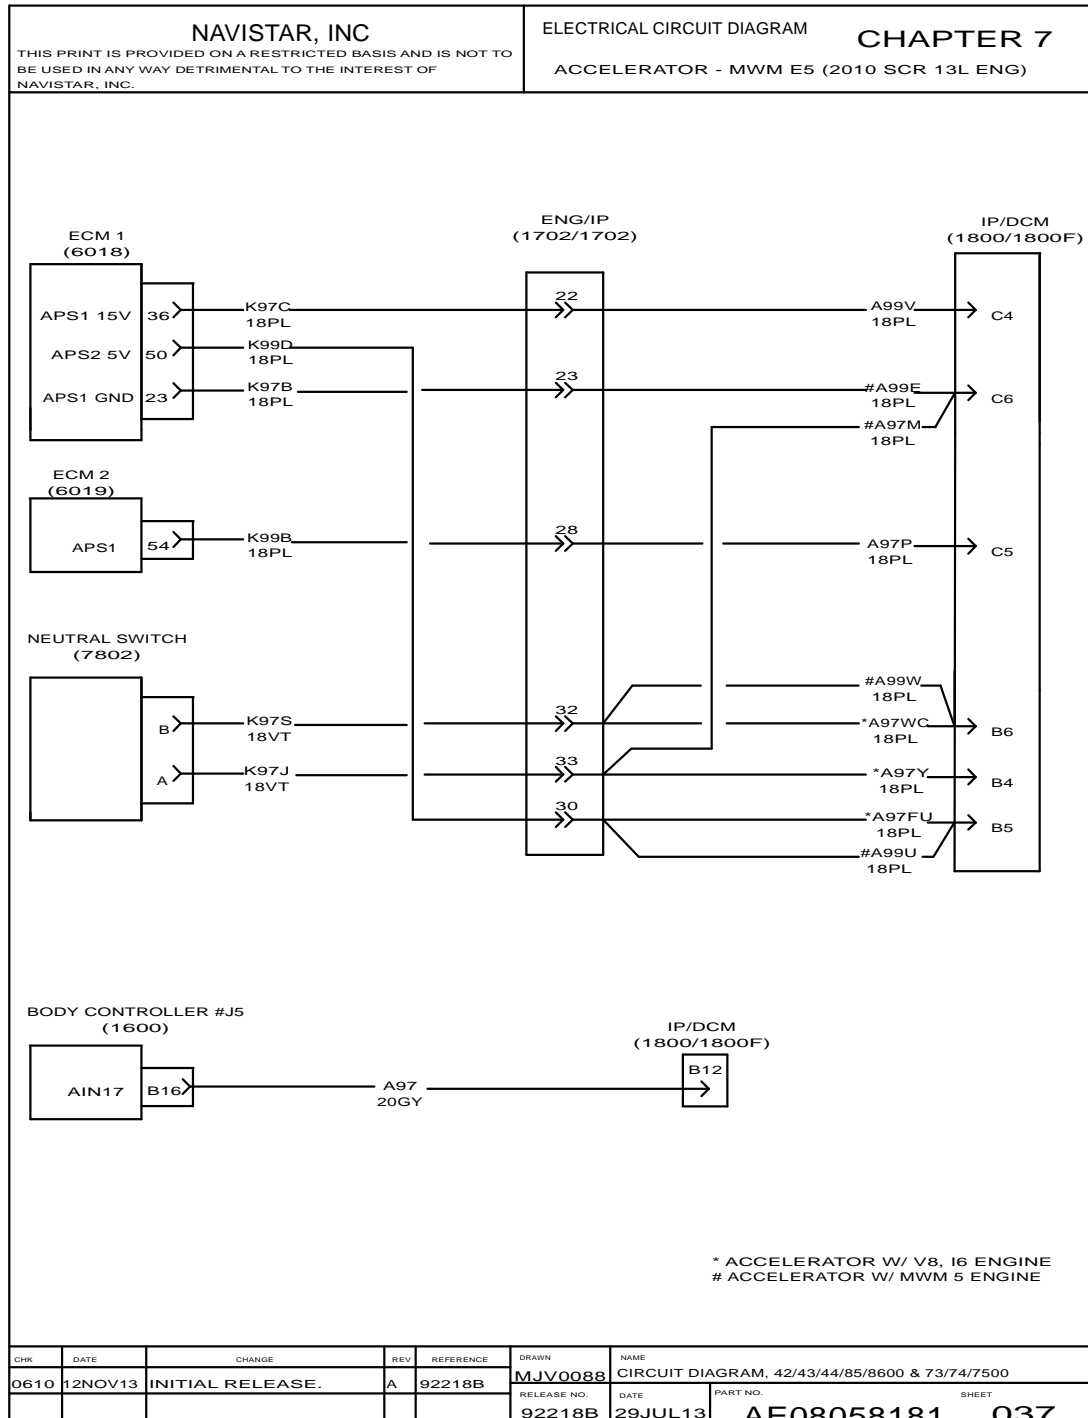 NAVISTAR, INC
THIS PRINT IS PROVIDED ON A RESTRICTED BASIS AND IS NOT TO
BE USED IN ANY WAY DETRIMENTAL TO THE INTEREST OF
NAVISTAR, INC.
ELECTRICAL CIRCUIT DIAGRAM
CHAPTER 7
ACCELERATOR - MWM E5 (2010 SCR 13L ENG)
ECM 1
(6018)
ENG/IP
(1702/1702)
IP/DCM
(1800/1800F)
APS1 15V
36
K97C
18PL
22
A99V
18PL
C4
APS2 5V
50
K99D
18PL
APS1 GND
23
K97B
18PL
23
#A99E
18PL
C6
#A97M
18PL
ECM 2
(6019)
APS1
54
K99B
18PL
28
A97P
18PL
C5
NEUTRAL SWITCH
(7802)
#A99W
18PL
B
K97S
18VT
32
*A97WC
18PL
B6
A
K97J
18VT
33
*A97Y
18PL
B4
30
*A97FU
18PL
B5
#A99U
18PL
BODY CONTROLLER #J5
(1600)
IP/DCM
(1800/1800F)
AIN17
B16
A97
20GY
B12
* ACCELERATOR W/ V8, I6 ENGINE
# ACCELERATOR W/ MWM 5 ENGINE
CHK DATE CHANGE REV REFERENCE
0610 12NOV13 INITIAL RELEASE. A 92218B
DRAWN
MJV0088
NAME
CIRCUIT DIAGRAM, 42/43/44/85/8600 & 73/74/7500
RELEASE NO. DATE PART NO. SHEET
92218B 29JUL13 AE08058181 037